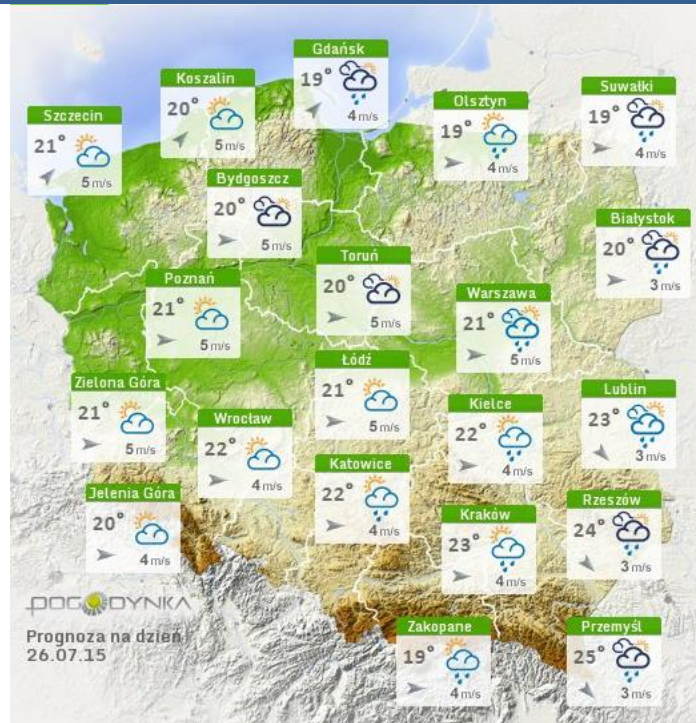 Gdańsk
19°
4 m/s
Koszalin
20°
5 m/s
Suwałki
19°
4 m/s
Olsztyn
19°
4 m/s
Szczecin
21°
5 m/s
Bydgoszcz
20°
5 m/s
Białystok
20°
3 m/s
Toruń
20°
5 m/s
Poznań
21°
5 m/s
Warszawa
21°
5 m/s
Łódź
21°
5 m/s
Zielona Góra
21°
5 m/s
Lublin
23°
3 m/s
Kielce
22°
4 m/s
Wrocław
22°
4 m/s
Katowice
22°
4 m/s
Jelenia Góra
20°
4 m/s
Rzeszów
24°
3 m/s
Kraków
23°
4 m/s
POGODYNKA
Prognoza na dzień
26.07.15
Zakopane
19°
4 m/s
Przemyśl
25°
3 m/s